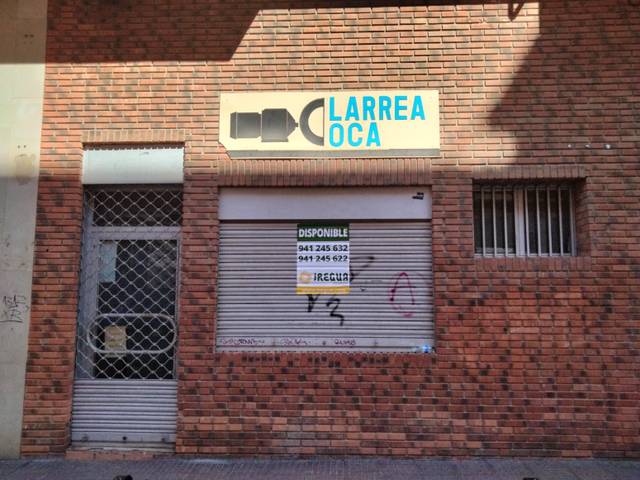 LARREA
OCA
DISPONIBLE
941 245 632
941 245 622
IREGUA